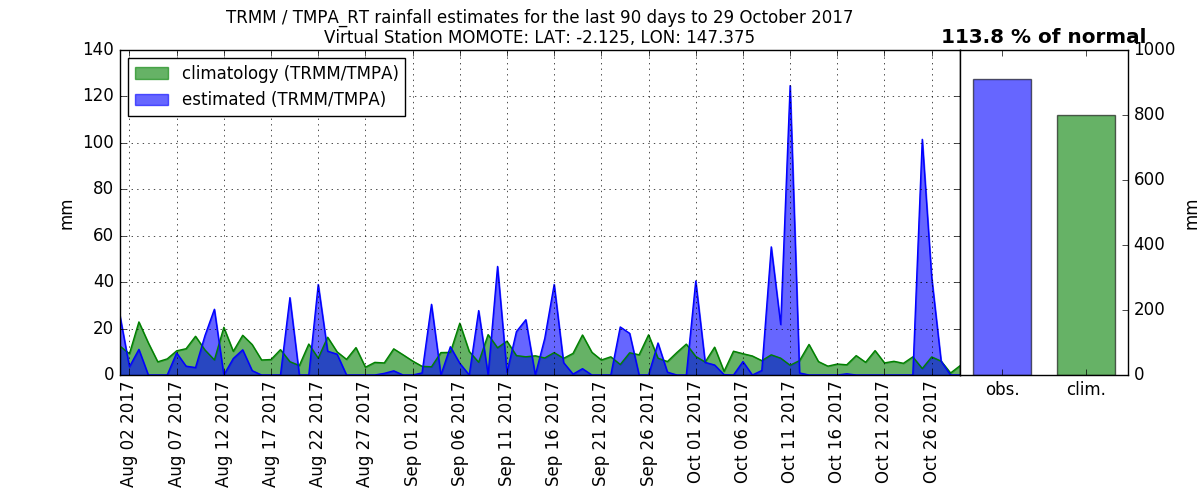 TRMM / TMPA_RT rainfall estimates for the last 90 days to 29 October 2017
Virtual Station MOMOTE: LAT: -2.125, LON: 147.375
113.8 % of normal
climatology (TRMM/TMPA)
estimated (TRMM/TMPA)
140
120
100
80
60
40
20
0
mm
Aug 02 2017
Aug 07 2017
Aug 12 2017
Aug 17 2017
Aug 22 2017
Aug 27 2017
Sep 01 2017
Sep 06 2017
Sep 11 2017
Sep 16 2017
Sep 21 2017
Sep 26 2017
Oct 01 2017
Oct 06 2017
Oct 11 2017
Oct 16 2017
Oct 21 2017
Oct 26 2017
obs.
clim.
1000
800
600
400
200
0
mm